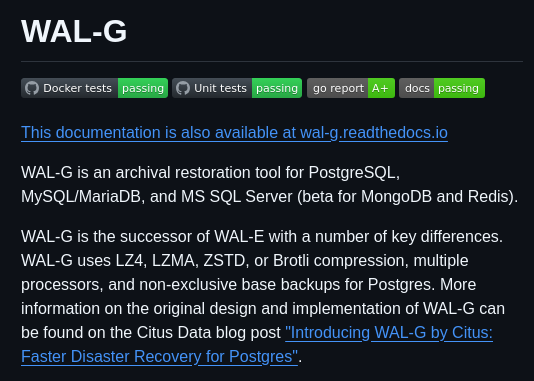 WAL-G
Docker tests passing Unit tests passing go report A+ docs passing
This documentation is also available at wal-g.readthedocs.io
WAL-G is an archival restoration tool for PostgreSQL,
MySQL/MariaDB, and MS SQL Server (beta for MongoDB and Redis).
WAL-G is the successor of WAL-E with a number of key differences.
WAL-G uses LZ4, LZMA, ZSTD, or Brotli compression, multiple
processors, and non-exclusive base backups for Postgres. More
information on the original design and implementation of WAL-G can
be found on the Citus Data blog post "Introducing WAL-G by Citus:
Faster Disaster Recovery for Postgres".